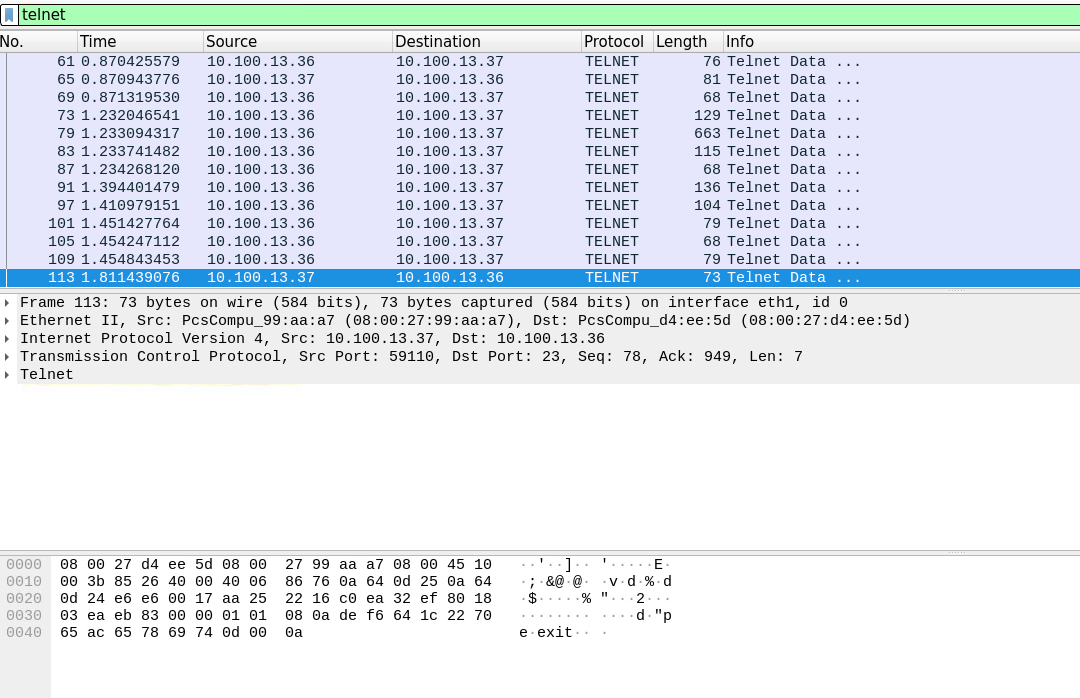 telnet
No. Time Source Destination Protocol Length Info
61 0.870425579 10.100.13.36 10.100.13.37 TELNET 76 Telnet Data ...
65 0.870943776 10.100.13.37 10.100.13.36 TELNET 81 Telnet Data ...
69 0.871319530 10.100.13.36 10.100.13.37 TELNET 68 Telnet Data ...
73 1.232046541 10.100.13.36 10.100.13.37 TELNET 129 Telnet Data ...
79 1.233094317 10.100.13.36 10.100.13.37 TELNET 663 Telnet Data ...
83 1.233741482 10.100.13.36 10.100.13.37 TELNET 115 Telnet Data ...
87 1.234268120 10.100.13.36 10.100.13.37 TELNET 68 Telnet Data ...
91 1.394401479 10.100.13.36 10.100.13.37 TELNET 136 Telnet Data ...
97 1.410979151 10.100.13.36 10.100.13.37 TELNET 104 Telnet Data ...
101 1.451427764 10.100.13.36 10.100.13.37 TELNET 79 Telnet Data ...
105 1.454247112 10.100.13.36 10.100.13.37 TELNET 68 Telnet Data ...
109 1.454843453 10.100.13.36 10.100.13.37 TELNET 79 Telnet Data ...
113 1.811439076 10.100.13.37 10.100.13.36 TELNET 73 Telnet Data ...
Frame 113: 73 bytes on wire (584 bits), 73 bytes captured (584 bits) on interface eth1, id 0
Ethernet II, Src: PcsCompu_99:aa:a7 (08:00:27:99:aa:a7), Dst: PcsCompu_d4:ee:5d (08:00:27:d4:ee:5d)
Internet Protocol Version 4, Src: 10.100.13.37, Dst: 10.100.13.36
Transmission Control Protocol, Src Port: 59110, Dst Port: 23, Seq: 78, Ack: 949, Len: 7
Telnet
0000 08 00 27 d4 ee 5d 08 00 27 99 aa a7 08 00 45 10 ··'··]·· '·····E·
0010 00 3b 85 26 40 00 40 06 86 76 0a 64 0d 25 0a 64 ·;·&@·@· ·v·d·%·d
0020 0d 24 e6 e6 00 17 aa 25 22 16 c0 ea 32 ef 80 18 ·$·····% "···2···
0030 03 ea eb 83 00 00 01 01 08 0a de f6 64 1c 22 70 ········ ····d·"p
0040 65 ac 65 78 69 74 0d 00 0a e·exit·· ·